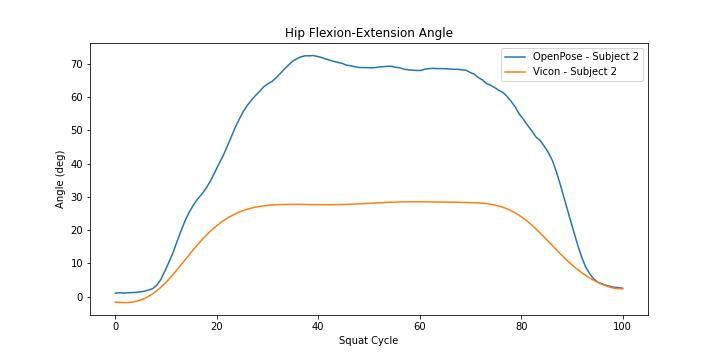 Hip Flexion-Extension Angle
OpenPose - Subject 2
Vicon - Subject 2
Angle (deg)
70
60
50
40
30
20
10
0
0 20 40 60 80 100
Squat Cycle